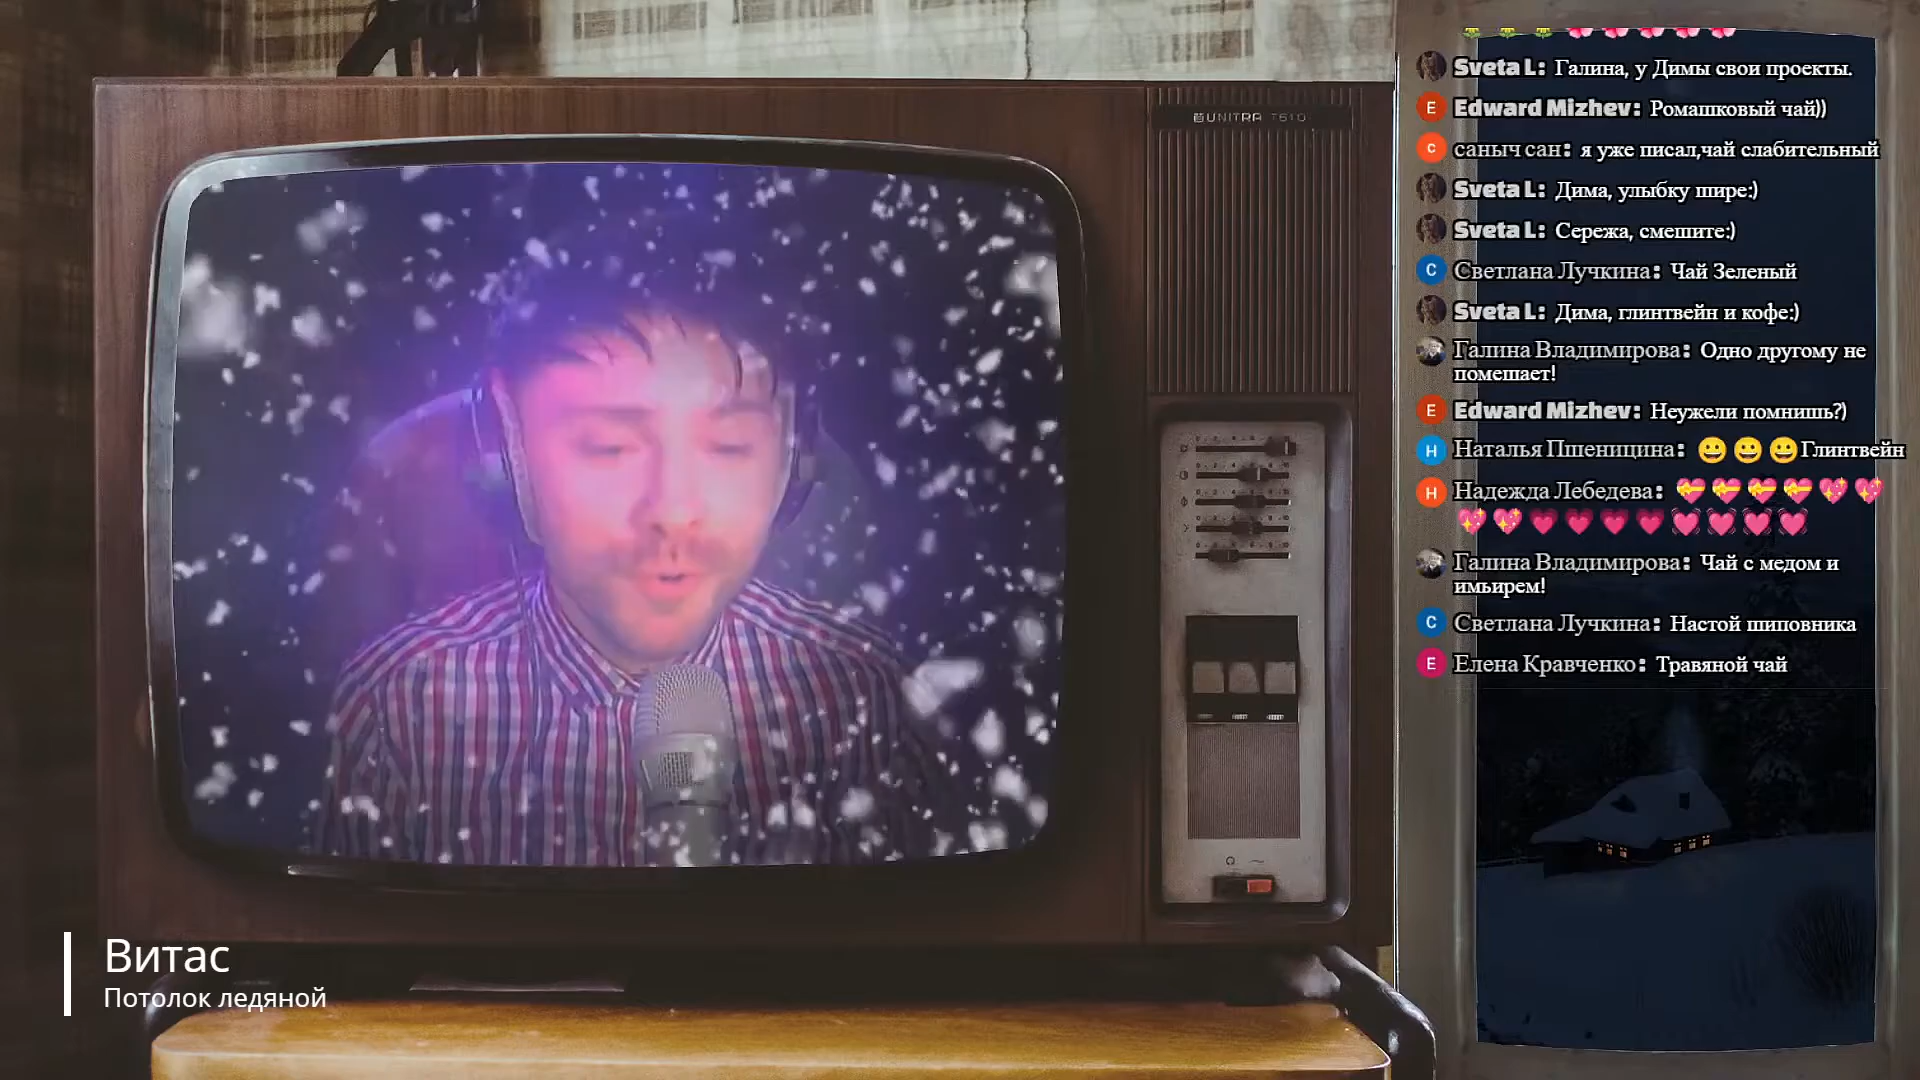 UNITRA
Sveta L: Галина, у Димы свои проекты.
Edward Mizhev: Ромашковый чай))
саныч сан: я уже писал,чай слабительный
Sveta L: Дима, улыбку шире:)
Sveta L: Сережа, смешите:)
Светлана Лучкина: Чай Зеленый
Sveta L: Дима, глинтвейн и кофе:)
Галина Владимирова: Одно другому не
помешает!
Edward Mizhev: Неужели помнишь?)
Наталья Пшеницина: 😀😀😀Глинтвейн
Надежда Лебедева: 💝💝💝💝💖💖
💖💖💗💗💗💗💓💓💓💓
Галина Владимирова: Чай с медом и
имьирем!
Светлана Лучкина: Настой шиповника
Елена Кравченко: Травяной чай
Витас
Потолок ледяной